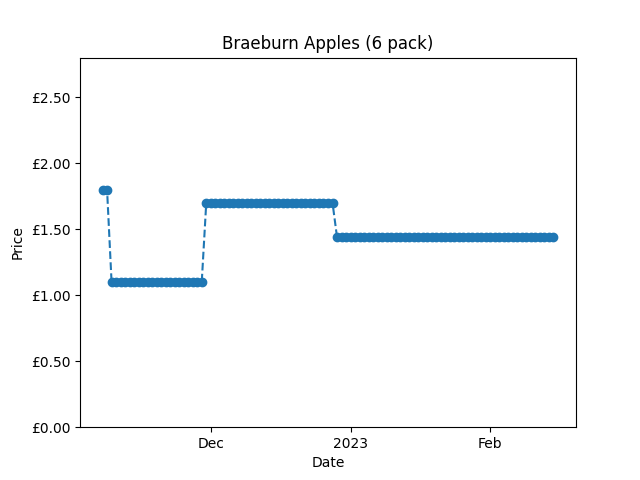 Braeburn Apples (6 pack)
£2.50
£2.00
£1.50
£1.00
£0.50
£0.00
Price
Dec
2023
Feb
Date